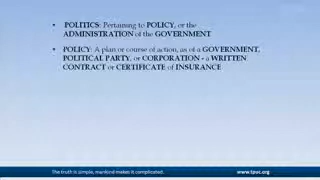 • POLITICS: Pertaining to POLICY, or the
ADMINISTRATION of the GOVERNMENT
• POLICY: A plan or course of action, as of a GOVERNMENT,
POLITICAL PARTY, or CORPORATION - a WRITTEN
CONTRACT or CERTIFICATE of INSURANCE
The truth is simple, mankind makes it complicated. www.tpuc.org